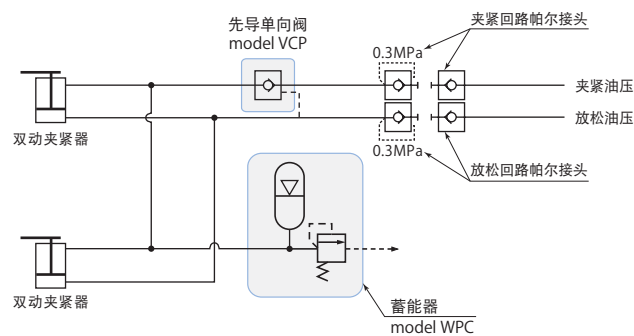 先导单向阀
model VCP
夹紧回路帕尔接头
0.3MPa
夹紧油压
放松油压
双动夹紧器
0.3MPa
放松回路帕尔接头
双动夹紧器
蓄能器
model WPC